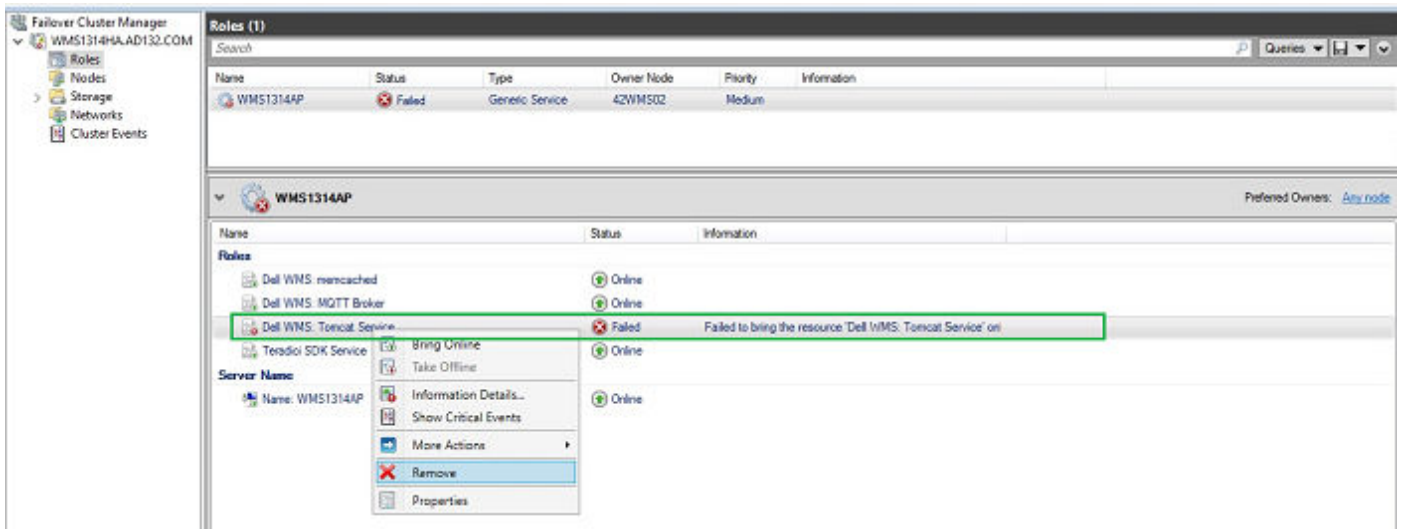 Failover Cluster Manager
WMS1314HA.AD132.COM
Roles
Nodes
Storage
Networks
Cluster Events
Roles (1)
Search
Queries
Name Status Type Owner Node Priority Information
WMS1314AP Failed Generic Service 42WMS02 Medium
WMS1314AP
Preferred Owners: Any node
Name Status Information
Roles
Dell WMS: memcached Online
Dell WMS: MQTT Broker Online
Dell WMS: Tomcat Service Failed Failed to bring the resource 'Dell WMS: Tomcat Service' onl
Teradici SDK Service Online
Server Name
Name: WMS1314AP Online
Bring Online
Take Offline
Information Details...
Show Critical Events
More Actions
Remove
Properties